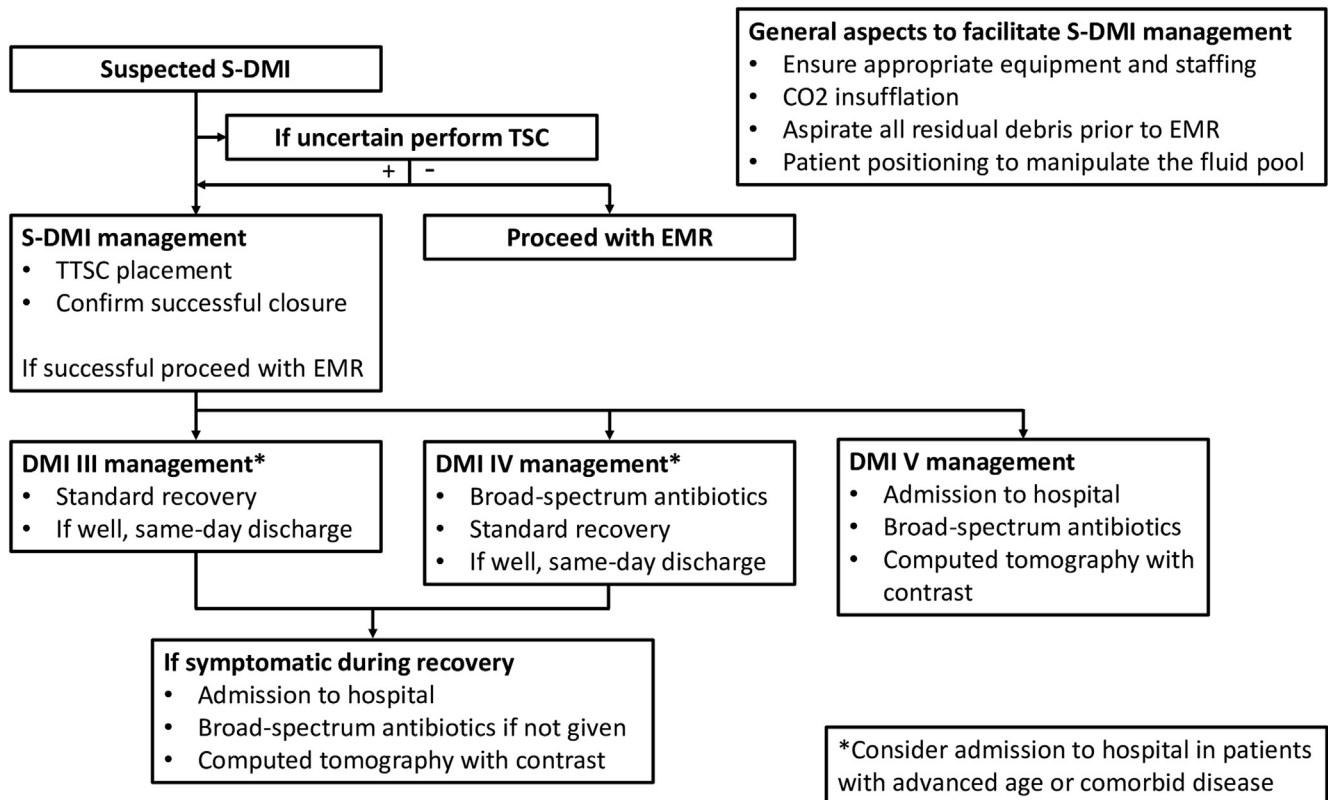 Suspected S-DMI
If uncertain perform TSC
+ -
S-DMI management
• TTSC placement
• Confirm successful closure
If successful proceed with EMR
Proceed with EMR
General aspects to facilitate S-DMI management
• Ensure appropriate equipment and staffing
• CO2 insufflation
• Aspirate all residual debris prior to EMR
• Patient positioning to manipulate the fluid pool
DMI III management*
• Standard recovery
• If well, same-day discharge
DMI IV management*
• Broad-spectrum antibiotics
• Standard recovery
• If well, same-day discharge
DMI V management
• Admission to hospital
• Broad-spectrum antibiotics
• Computed tomography with
contrast
If symptomatic during recovery
• Admission to hospital
• Broad-spectrum antibiotics if not given
• Computed tomography with contrast
*Consider admission to hospital in patients
with advanced age or comorbid disease